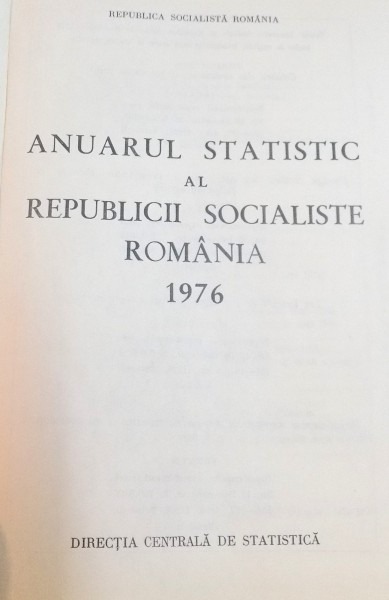 REPUBLICA SOCIALISTĂ ROMÂNIA
ANUARUL STATISTIC
AL
REPUBLICII SOCIALISTE
ROMÂNIA
1976
DIRECȚIA CENTRALĂ DE STATISTICĂ